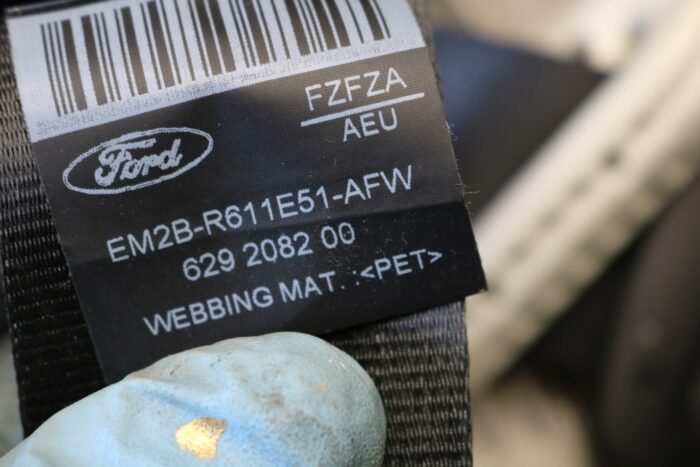 FZFZA
AEU
Ford
EM2B-R611E51-AFW
629 2082 00
WEBBING MAT. :<PET>